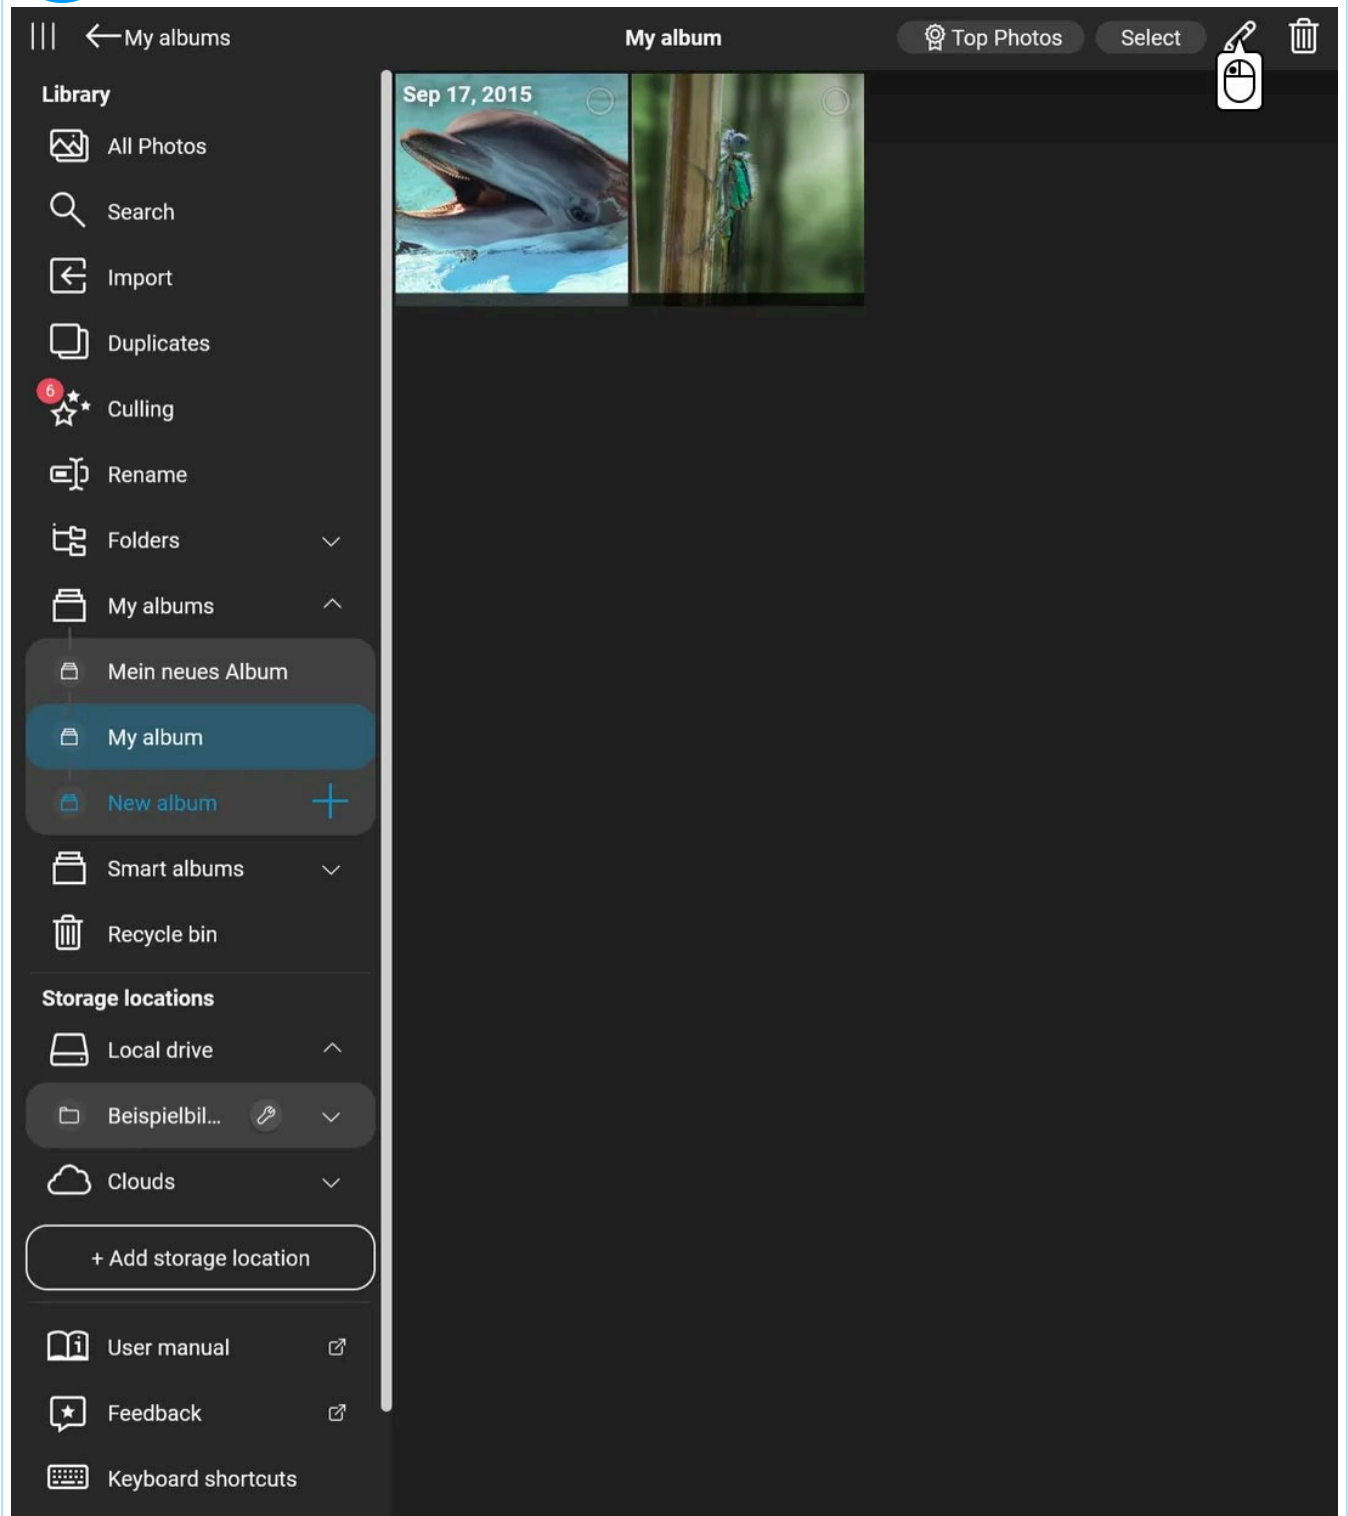 My albums
My album
Top Photos
Select
Library
All Photos
Search
Import
Duplicates
6
Culling
Rename
Folders
My albums
Mein neues Album
My album
New album
Smart albums
Recycle bin
Storage locations
Local drive
Beispielbil...
Clouds
+ Add storage location
User manual
Feedback
Keyboard shortcuts
Sep 17, 2015